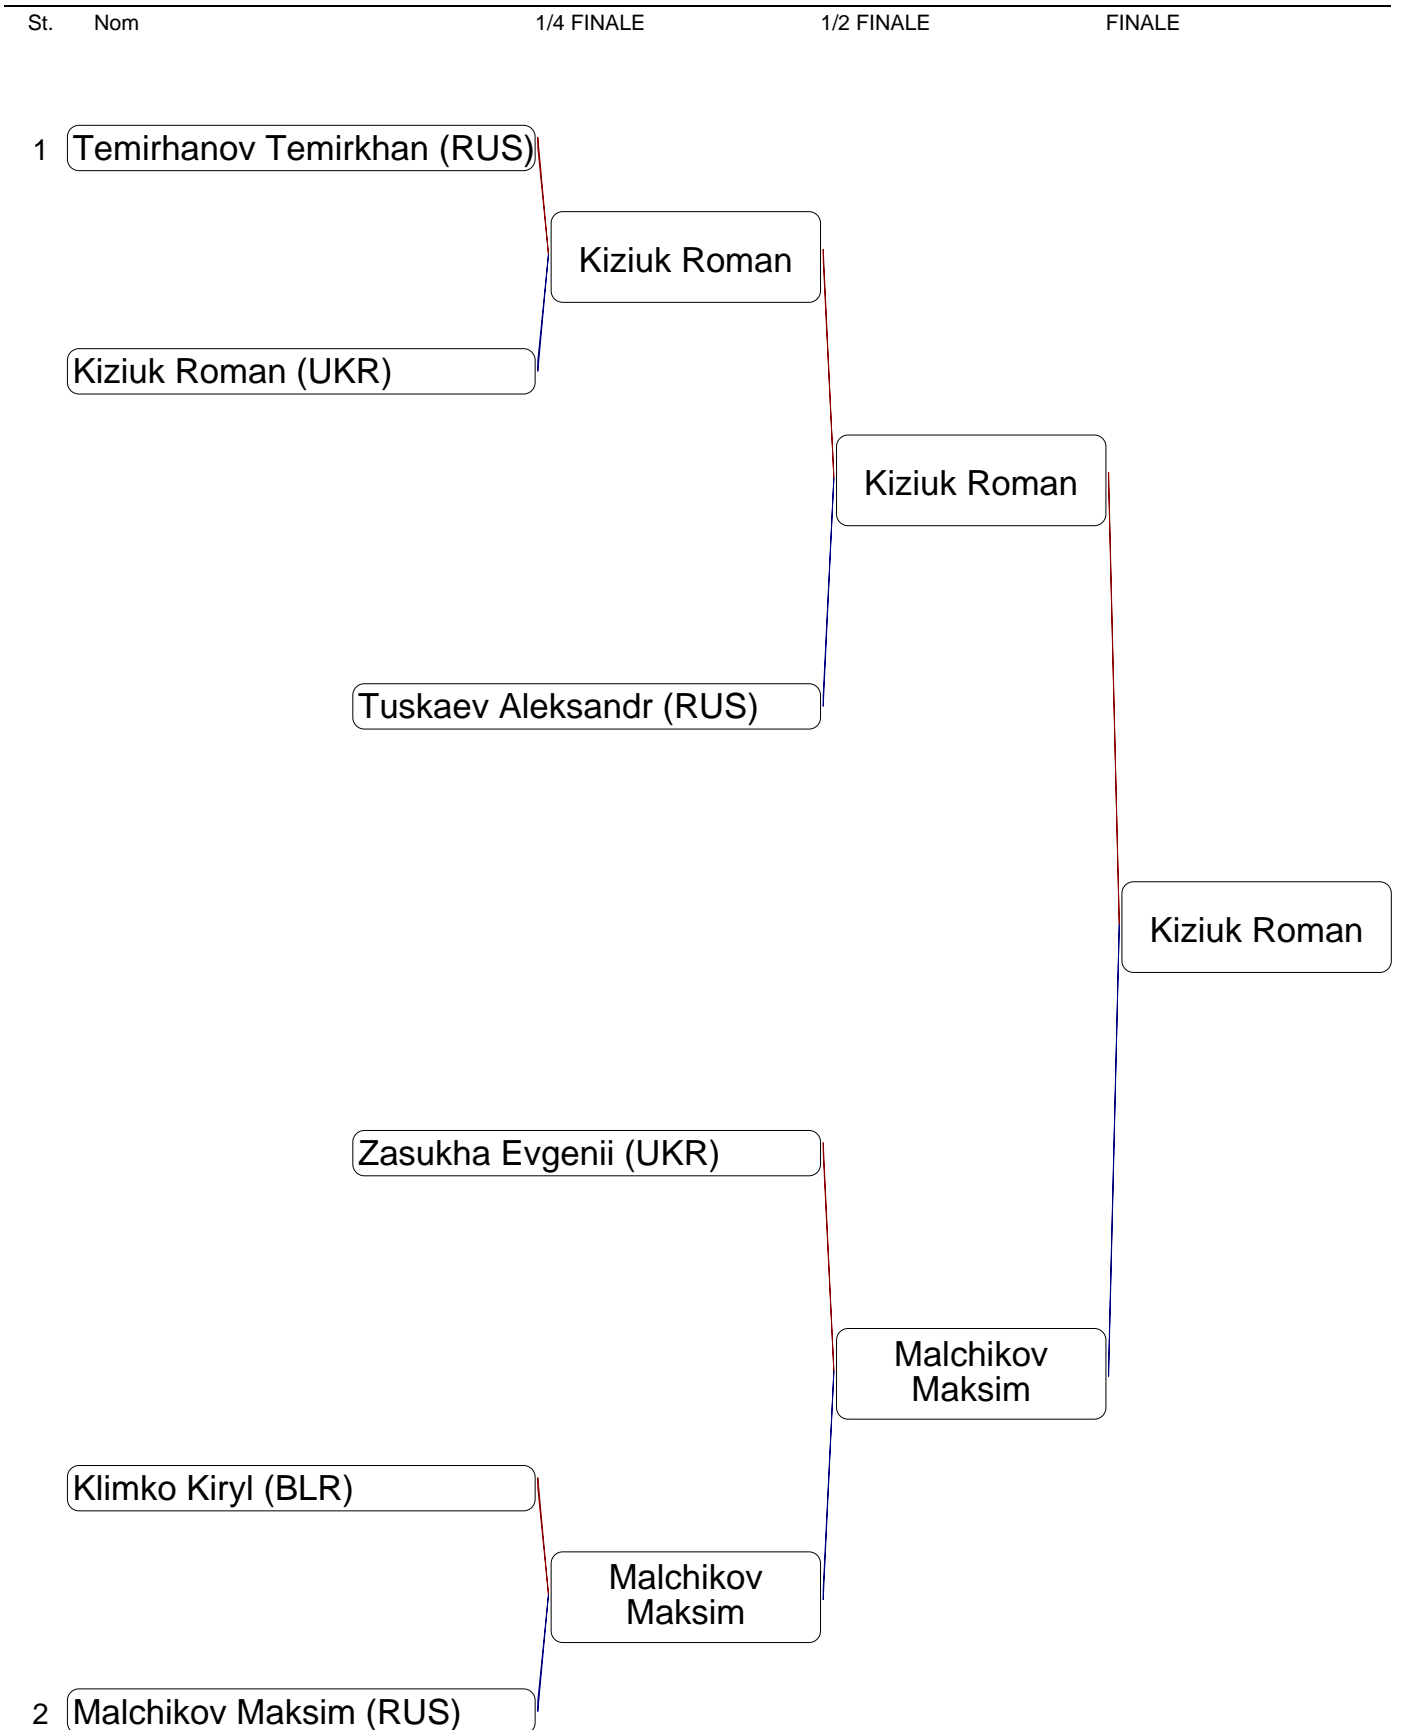 St. Nom 1/4 FINALE 1/2 FINALE FINALE
1 Temirhanov Temirkhan (RUS)
Kiziuk Roman
Kiziuk Roman (UKR)
Kiziuk Roman
Tuskaev Aleksandr (RUS)
Kiziuk Roman
Zasukha Evgenii (UKR)
Malchikov
Maksim
Klimko Kiryl (BLR)
Malchikov
Maksim
2 Malchikov Maksim (RUS)